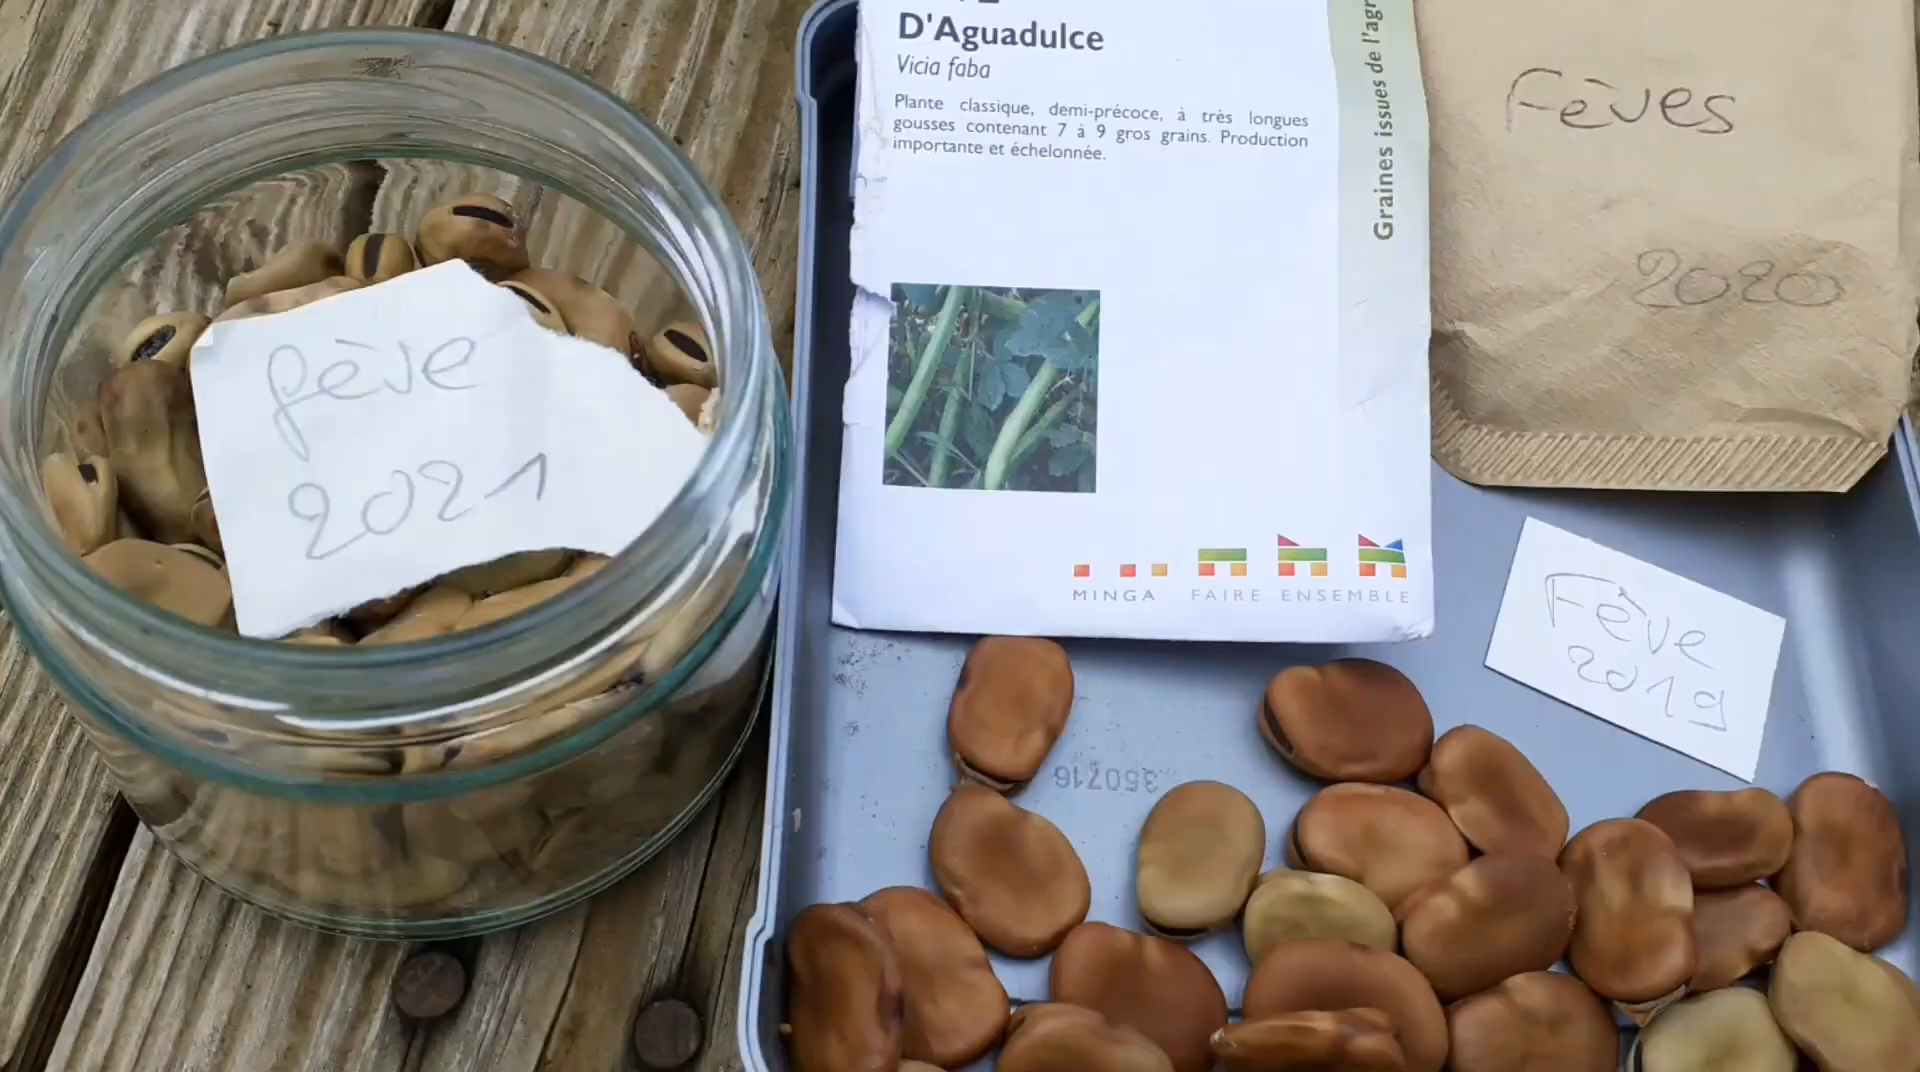 D'Aguadulce
Vicia faba
Plante classique, demi-précoce, à très longues
gousses contenant 7 à 9 gros grains. Production
importante et échelonnée.
Graines issues de l'agr
MINGA FAIRE ENSEMBLE
fève
2021
Fèves
2020
Fève
2019
350716